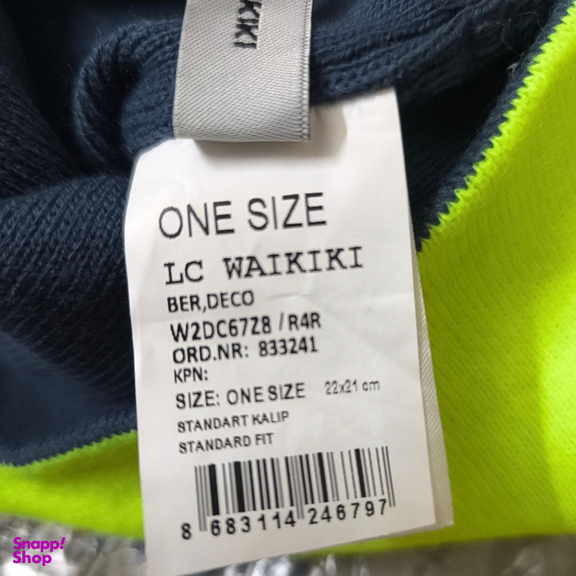 KIKI
ONE SIZE
LC WAIKIKI
BER,DECO
W2DC67Z8 / R4R
ORD.NR: 833241
KPN:
SIZE: ONE SIZE 22x21 cm
STANDART KALIP
STANDARD FIT
8 683114 246797
Snapp!
Shop